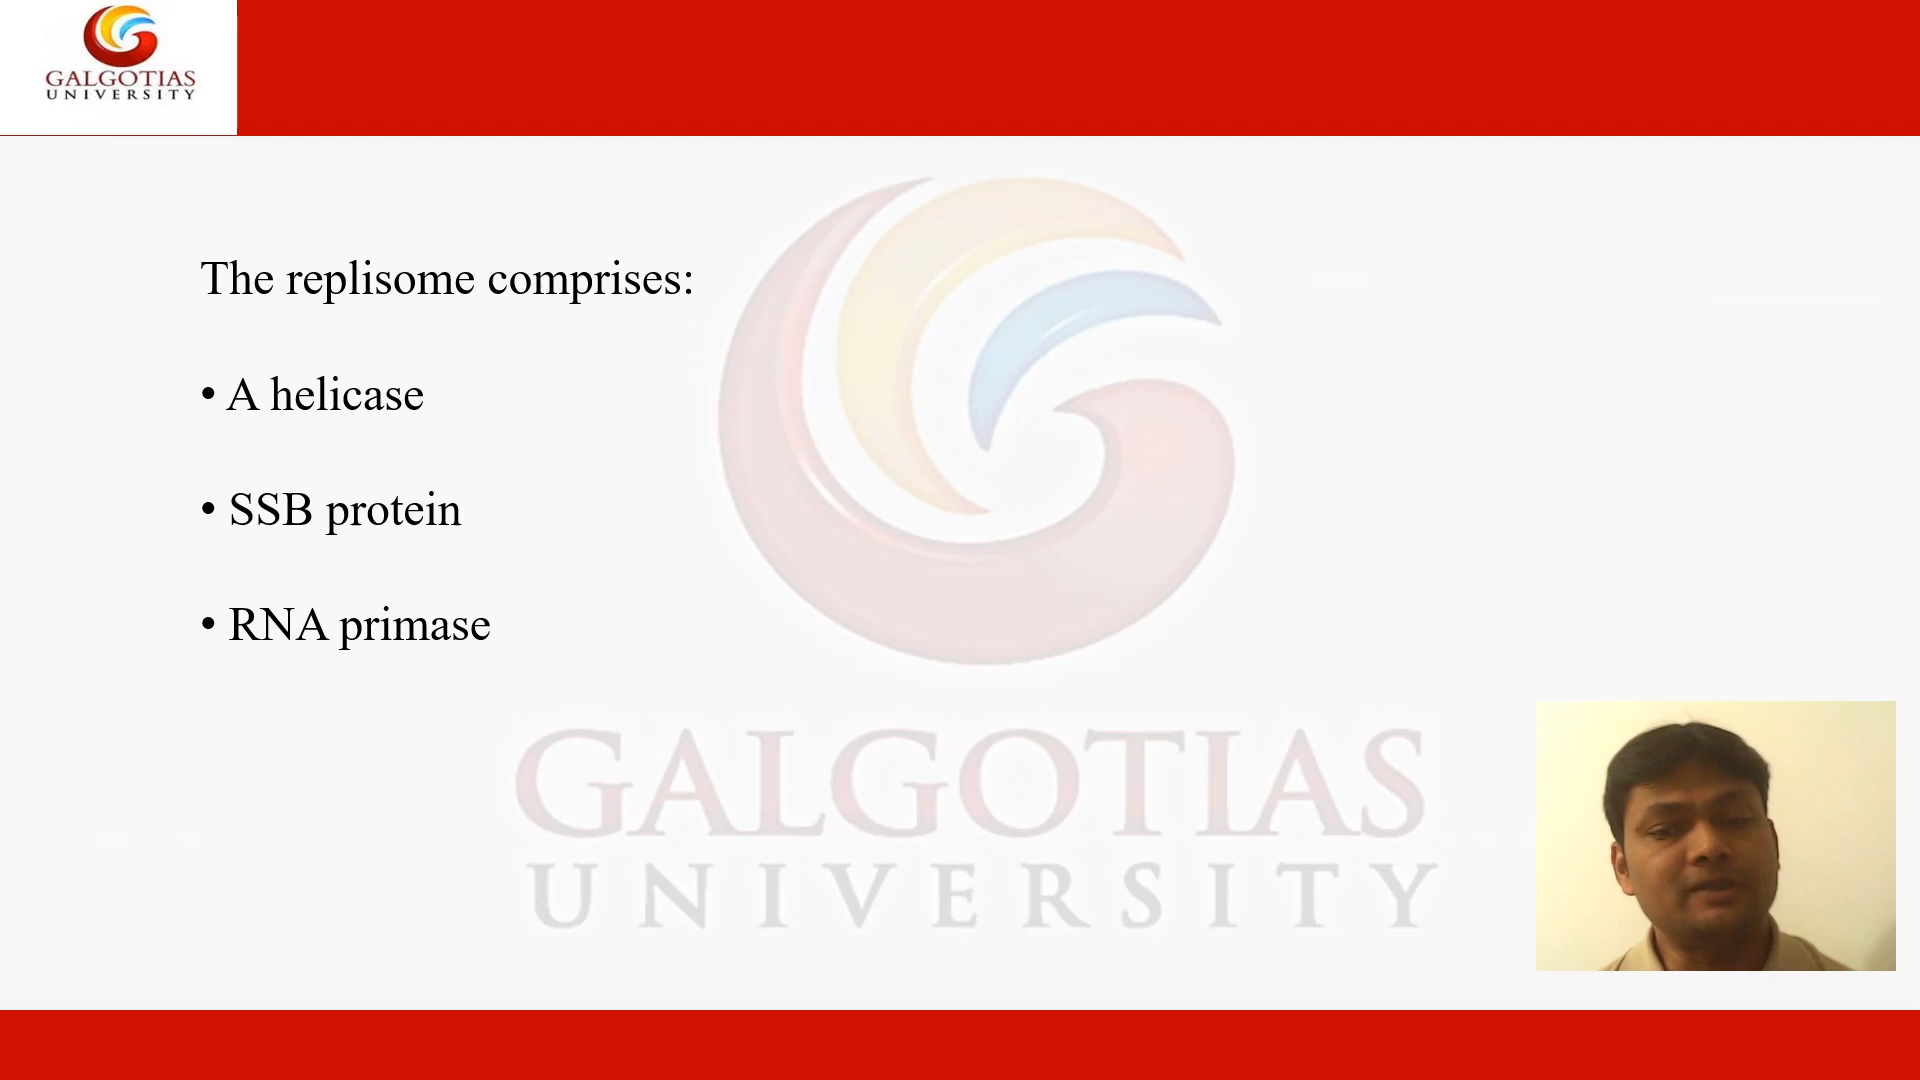 GALGOTIAS
UNIVERSITY
The replisome comprises:
• A helicase
• SSB protein
• RNA primase
GALGOTIAS
UNIVERSITY